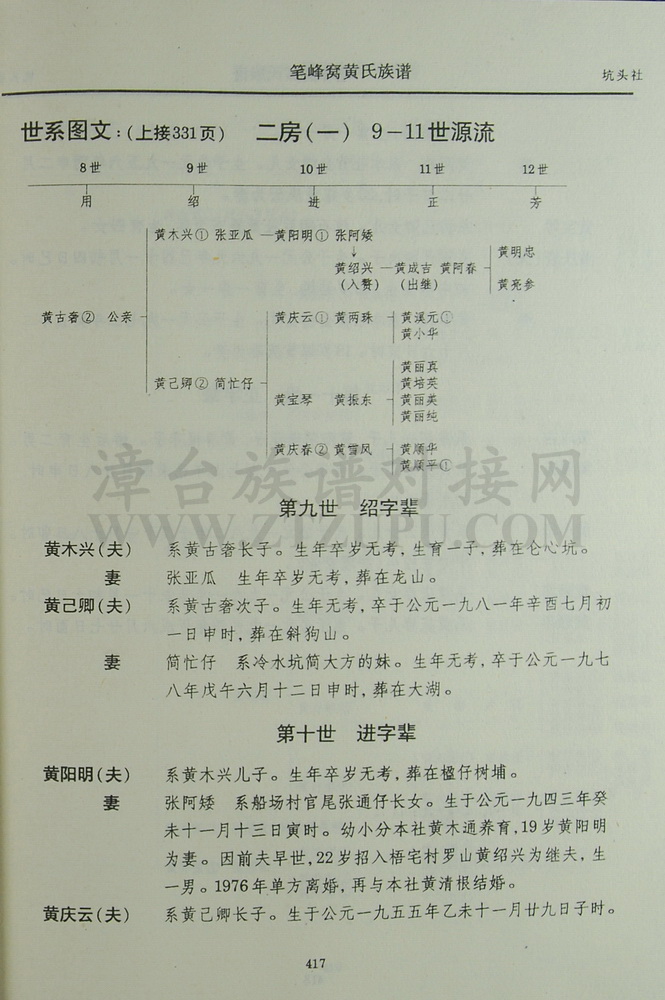 笔峰窝黄氏族谱
坑头社
世系图文：(上接331页) 二房(一) 9－11世源流
8世 9世 10世 11世 12世
用 绍 进 正 芳
黄木兴① 张亚瓜 黄阳明① 张阿矮
↓
黄明忠
黄绍兴 黄成吉 黄阿春
(入赘) (出继) 黄亮参
黄古奢② 公亲 黄庆云① 黄两珠 黄溪元①
黄小华
黄丽真
黄己卿② 简忙仔 黄培英
黄宝琴 黄振东 黄丽美
黄丽纯
黄庆春② 黄雪凤 黄顺华
黄顺平①
漳台族谱对接网
WWW.ZTZUPU.COM
第九世 绍字辈
黄木兴(夫) 系黄古奢长子。生年卒岁无考，生育一子，葬在仑心坑。
妻 张亚瓜 生年卒岁无考，葬在龙山。
黄己卿(夫) 系黄古奢次子。生年无考，卒于公元一九八一年辛酉七月初
一日申时，葬在斜狗山。
妻 简忙仔 系冷水坑简大方的妹。生年无考，卒于公元一九七
八年戊午六月十二日申时，葬在大湖。
第十世 进字辈
黄阳明(夫) 系黄木兴儿子。生年卒岁无考，葬在楹仔树埔。
妻 张阿矮 系船场村官尾张通仔长女。生于公元一九四三年癸
未十一月十三日寅时。幼小分本社黄木通养育，19岁黄阳明
为妻。因前夫早世，22岁招入梧宅村罗山黄绍兴为继夫，生
一男。1976年单方离婚，再与本社黄清根结婚。
黄庆云(夫) 系黄己卿长子。生于公元一九五五年乙未十一月廿九日子时。
417